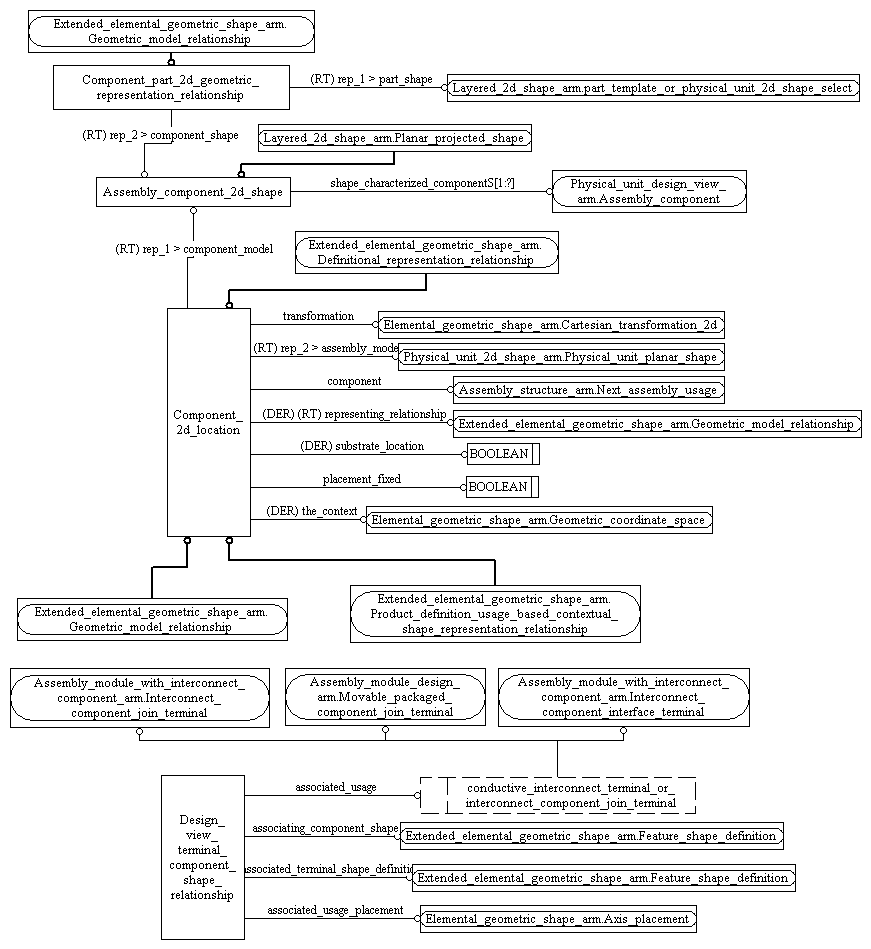 Extended_elemental_geometric_shape_arm.
Geometric_model_relationship
Component_part_2d_geometric_
representation_relationship
(RT) rep_1 > part_shape
Layered_2d_shape_arm.part_template_or_physical_unit_2d_shape_select
(RT) rep_2 > component_shape
Layered_2d_shape_arm.Planar_projected_shape
Assembly_component_2d_shape
shape_characterized_componentS[1:?]
Physical_unit_design_view_
arm.Assembly_component
(RT) rep_1 > component_model
Extended_elemental_geometric_shape_arm.
Definitional_representation_relationship
Component_
2d_location
transformation
Elemental_geometric_shape_arm.Cartesian_transformation_2d
(RT) rep_2 > assembly_mode
Physical_unit_2d_shape_arm.Physical_unit_planar_shape
component
Assembly_structure_arm.Next_assembly_usage
(DER) (RT) representing_relationship
Extended_elemental_geometric_shape_arm.Geometric_model_relationship
(DER) substrate_location
BOOLEAN
placement_fixed
BOOLEAN
(DER) the_context
Elemental_geometric_shape_arm.Geometric_coordinate_space
Extended_elemental_geometric_shape_arm.
Geometric_model_relationship
Extended_elemental_geometric_shape_arm.
Product_definition_usage_based_contextual_
shape_representation_relationship
Assembly_module_with_interconnect_
component_arm.Interconnect_
component_join_terminal
Assembly_module_design_
arm.Movable_packaged_
component_join_terminal
Assembly_module_with_interconnect_
component_arm.Interconnect_
component_interface_terminal
Design_
view_
terminal_
component_
shape_
relationship
associated_usage
conductive_interconnect_terminal_or_
interconnect_component_join_terminal
associating_component_shape
Extended_elemental_geometric_shape_arm.Feature_shape_definition
associated_terminal_shape_definitio
Extended_elemental_geometric_shape_arm.Feature_shape_definition
associated_usage_placement
Elemental_geometric_shape_arm.Axis_placement